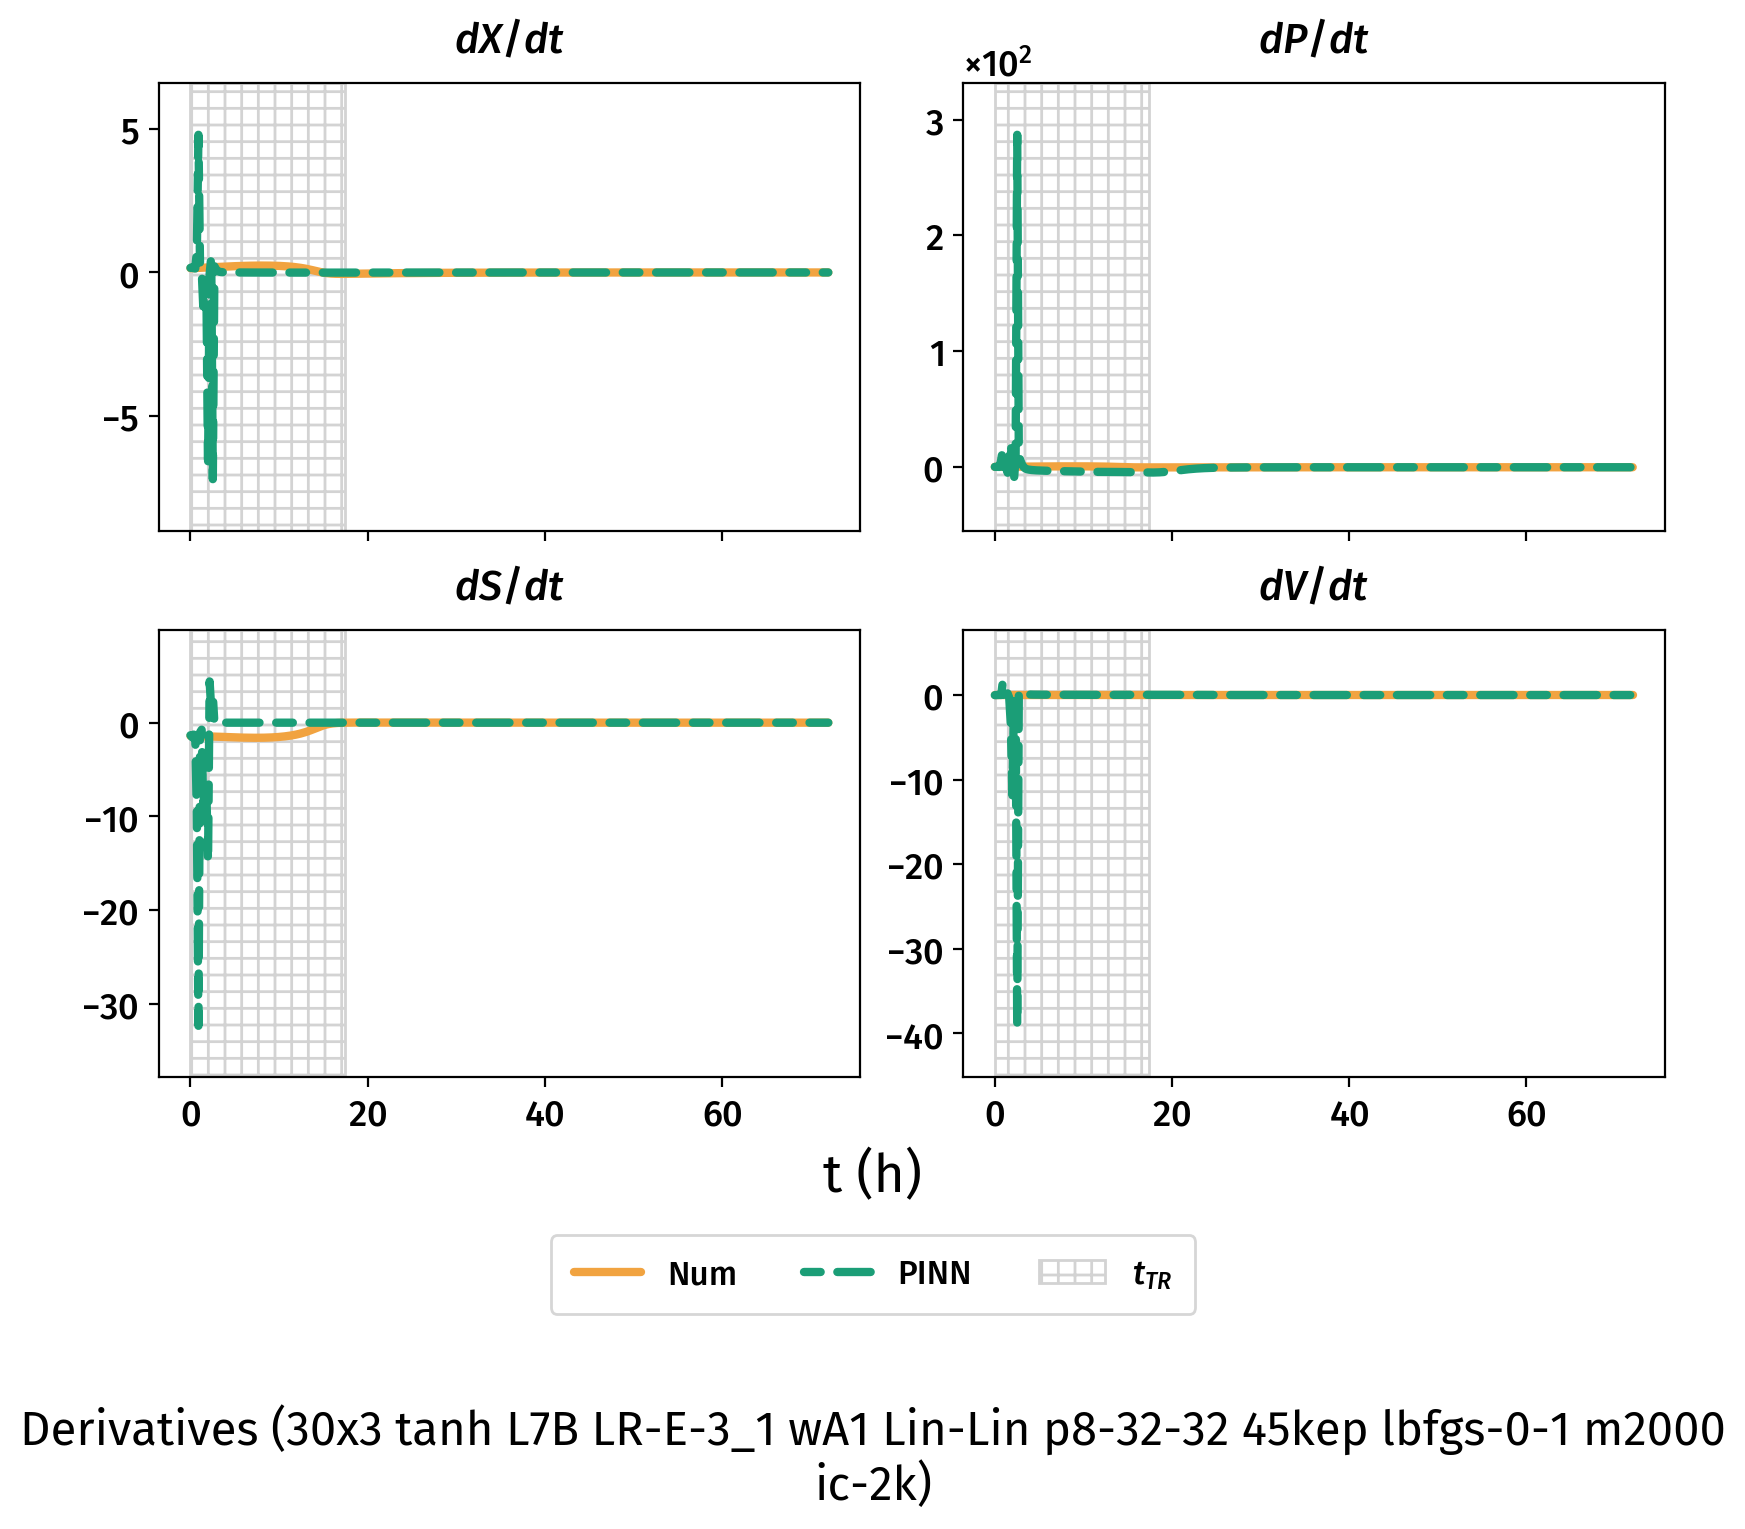 dX/dt
dP/dt
×10²
5
0
−5
3
2
1
0
dS/dt
dV/dt
0
−10
−20
−30
0
−10
−20
−30
−40
0 20 40 60
0 20 40 60
t (h)
Num PINN t_TR
Derivatives (30x3 tanh L7B LR-E-3_1 wA1 Lin-Lin p8-32-32 45kep lbfgs-0-1 m2000
ic-2k)